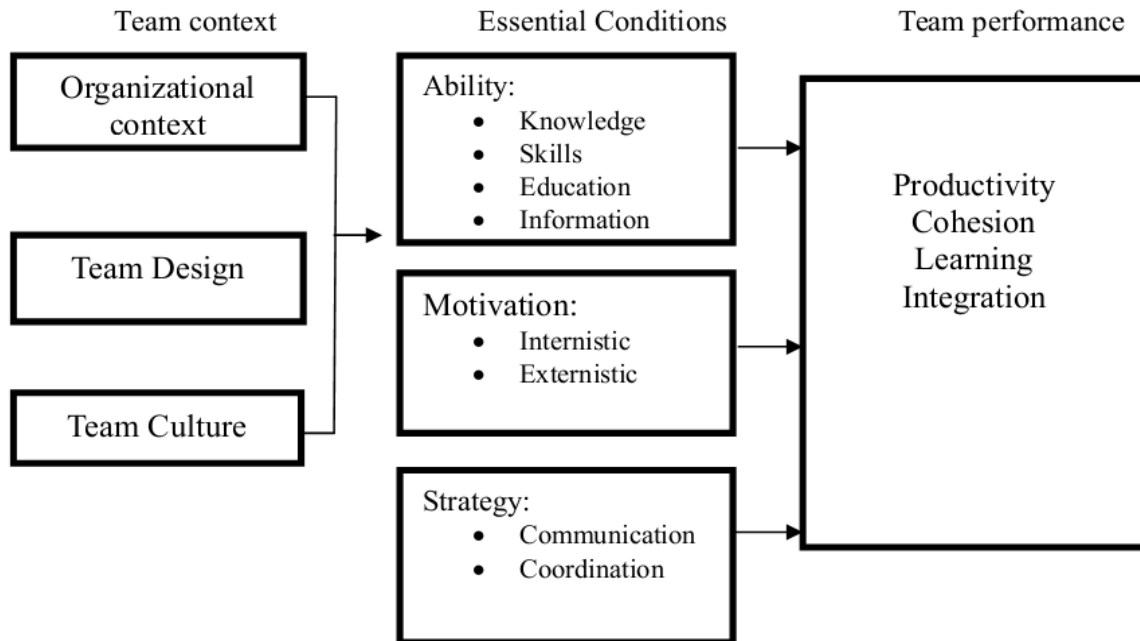 Team context
Essential Conditions
Team performance
Organizational
context
Team Design
Team Culture
Ability:
• Knowledge
• Skills
• Education
• Information
Motivation:
• Internistic
• Externistic
Strategy:
• Communication
• Coordination
Productivity
Cohesion
Learning
Integration